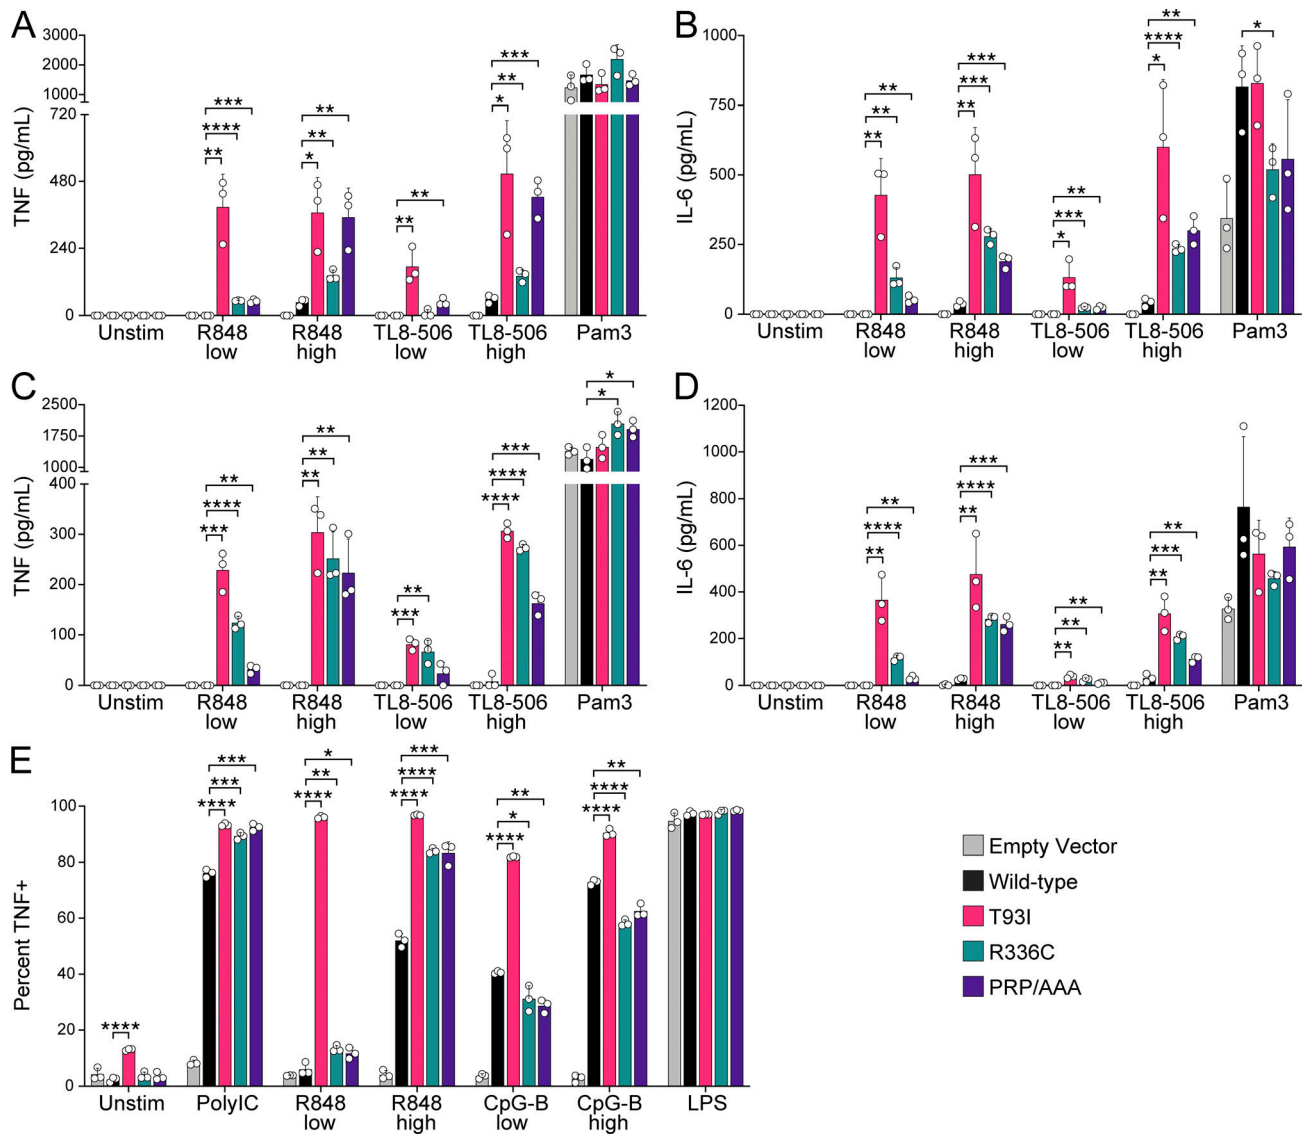 A
TNF (pg/mL)
3000
2000
1000
720
480
240
0
** **** ***
* ** **
** **
* ** ***
Unstim R848 low R848 high TL8-506 low TL8-506 high Pam3
B
IL-6 (pg/mL)
1000
750
500
250
0
** ** **
** *** ***
* *** **
* **** **
*
Unstim R848 low R848 high TL8-506 low TL8-506 high Pam3
C
TNF (pg/mL)
2500
1750
1000
400
300
200
100
0
*** **** **
** ** **
*** **
**** **** ***
* *
Unstim R848 low R848 high TL8-506 low TL8-506 high Pam3
D
IL-6 (pg/mL)
1200
1000
800
600
400
200
0
** **** **
** **** ***
** ** **
** *** **
Unstim R848 low R848 high TL8-506 low TL8-506 high Pam3
E
Percent TNF+
100
80
60
40
20
0
****
**** *** ***
**** ** *
**** **** ***
**** * **
**** **** **
Unstim PolyIC R848 low R848 high CpG-B low CpG-B high LPS
Empty Vector
Wild-type
T93I
R336C
PRP/AAA